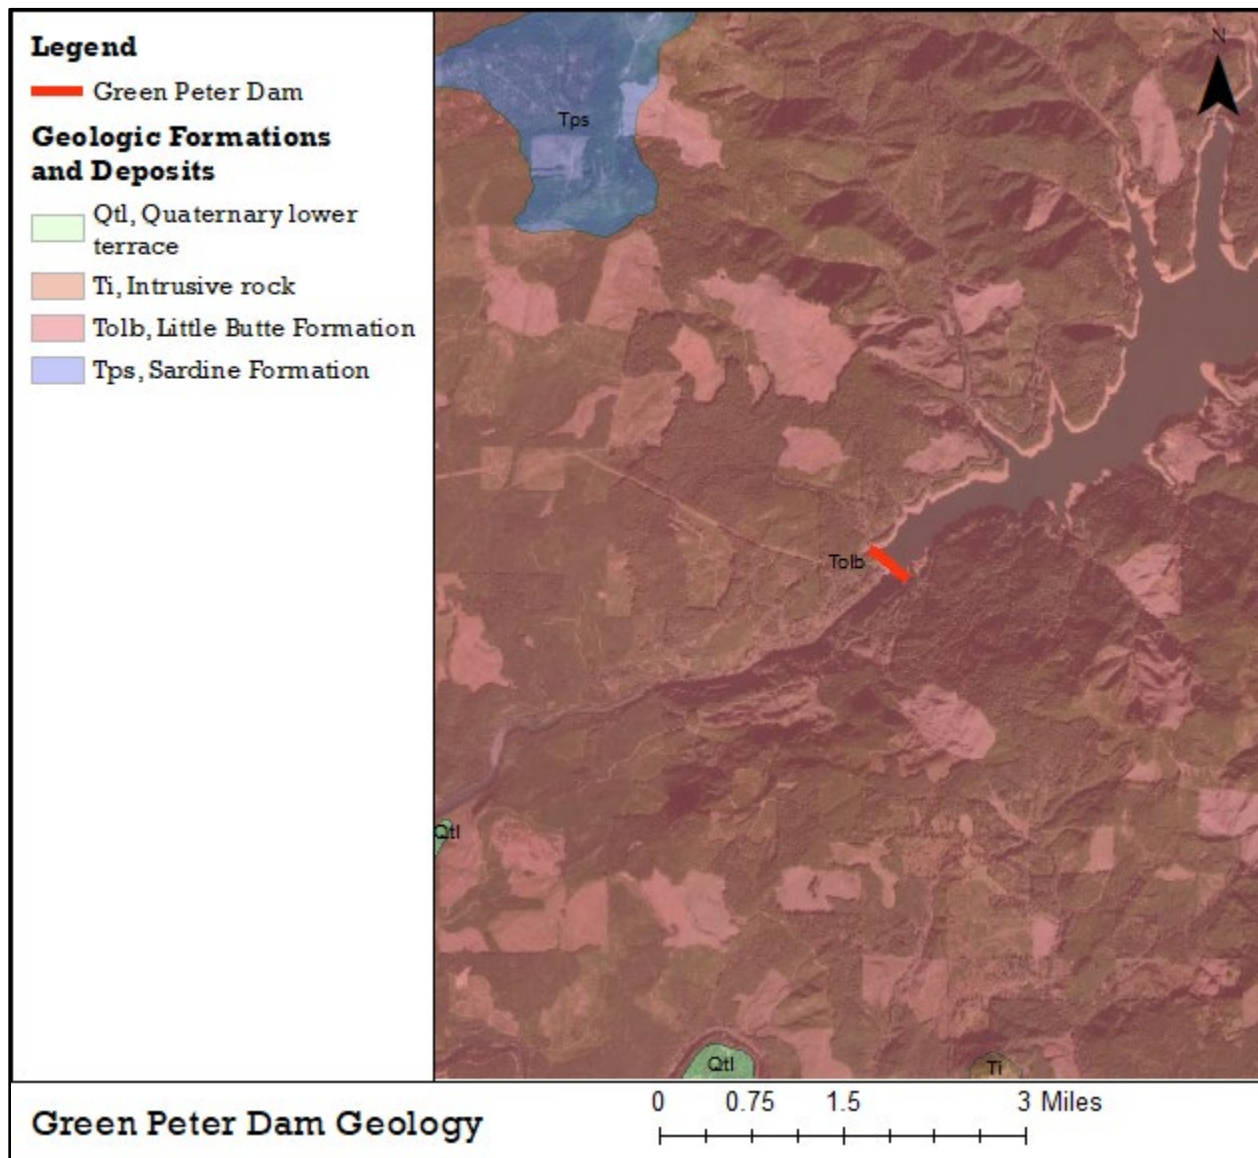 Legend
Green Peter Dam
Geologic Formations
and Deposits
Qtl, Quaternary lower
terrace
Ti, Intrusive rock
Tolb, Little Butte Formation
Tps, Sardine Formation
N
Tps
Tolb
Qtl
Qtl
Ti
Green Peter Dam Geology
0 0.75 1.5 3 Miles